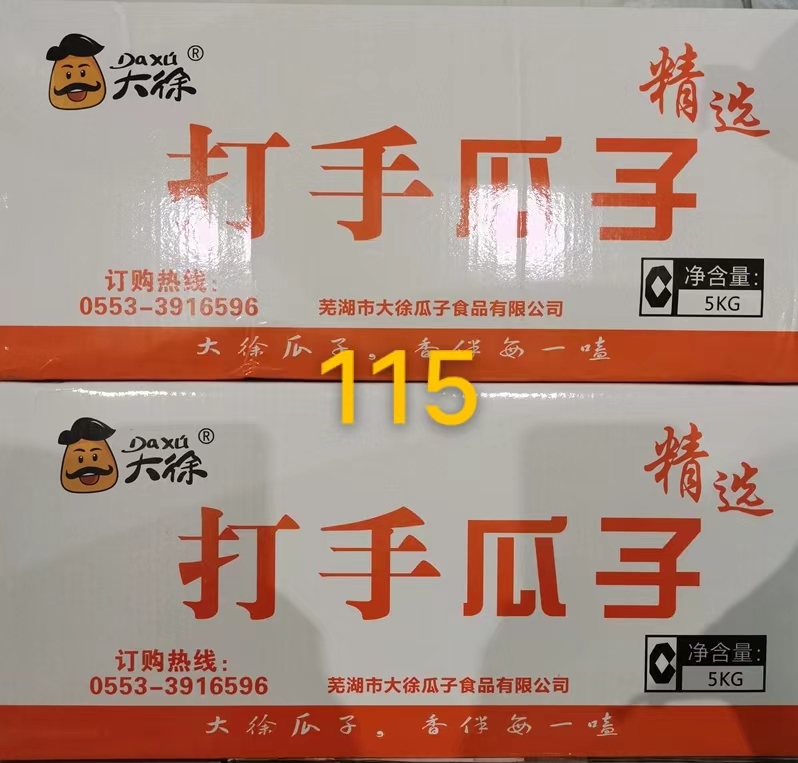 Daxú®
大徐
精选
打手瓜子
订购热线：
0553-3916596
芜湖市大徐瓜子食品有限公司
净含量：
5KG
大徐瓜子，香伴每一嗑
115
Daxú®
大徐
精选
打手瓜子
订购热线：
0553-3916596
芜湖市大徐瓜子食品有限公司
净含量：
5KG
大徐瓜子，香伴每一嗑